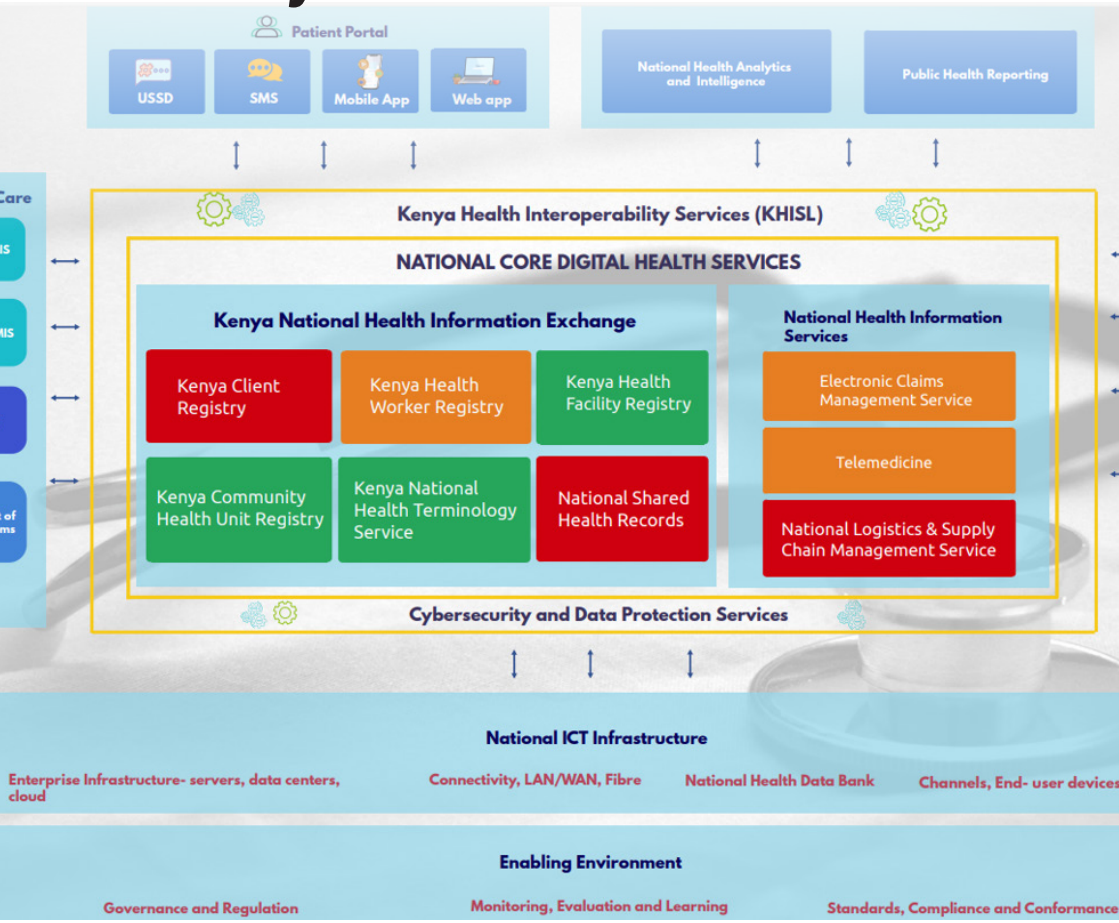 Patient Portal
USSD
SMS
Mobile App
Web app
National Health Analytics
and Intelligence
Public Health Reporting
Care
Kenya Health Interoperability Services (KHISL)
NATIONAL CORE DIGITAL HEALTH SERVICES
Kenya National Health Information Exchange
Kenya Client
Registry
Kenya Health
Worker Registry
Kenya Health
Facility Registry
Kenya Community
Health Unit Registry
Kenya National
Health Terminology
Service
National Shared
Health Records
National Health Information
Services
Electronic Claims
Management Service
Telemedicine
National Logistics & Supply
Chain Management Service
of
Cybersecurity and Data Protection Services
National ICT Infrastructure
Enterprise Infrastructure- servers, data centers,
cloud
Connectivity, LAN/WAN, Fibre
National Health Data Bank
Channels, End- user devices
Enabling Environment
Governance and Regulation
Monitoring, Evaluation and Learning
Standards, Compliance and Conformance